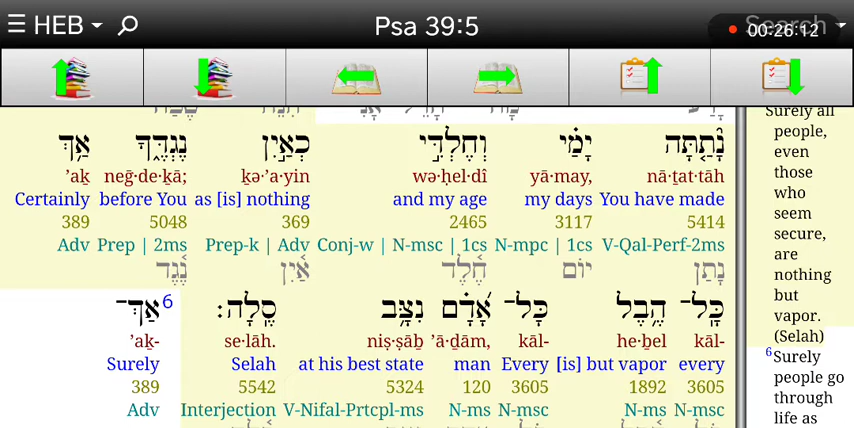 ☰ HEB Psa 39:5 Search
00:26:12
נָ֘תַ֤תָּה יָמַ֗י וְחֶלְדִּ֣י כְאַ֣יִן נֶגְדֶּ֑ךָ אַ֥ךְ
’aḵ neḡ·de·ḵā; kə·’a·yin wə·ḥel·dî yā·may, nā·ṯat·tāh
Certainly before You as [is] nothing and my age my days You have made
389 5048 369 2465 3117 5414
Adv Prep | 2ms Prep-k | Adv Conj-w | N-msc | 1cs N-mpc | 1cs V-Qal-Perf-2ms
נָתַן יוֹם חֶ֫לֶד אַ֫יִן נֶ֫גֶד
כָּֽל־ הֶ֥בֶל כָּל־ אָ֝דָ֗ם נִצָּ֥ב סֶֽלָה׃ 6 אַךְ־
’aḵ- se·lāh. niṣ·ṣāḇ ’ā·ḏām, kāl- he·ḇel kāl-
Surely Selah at his best state man Every [is] but vapor every
389 5542 5324 120 3605 1892 3605
Adv Interjection V-Nifal-Prtcpl-ms N-ms N-msc N-ms N-msc
Surely all
people,
even
those
who
seem
secure,
are
nothing
but
vapor.
(Selah)
6 Surely
people go
through
life as